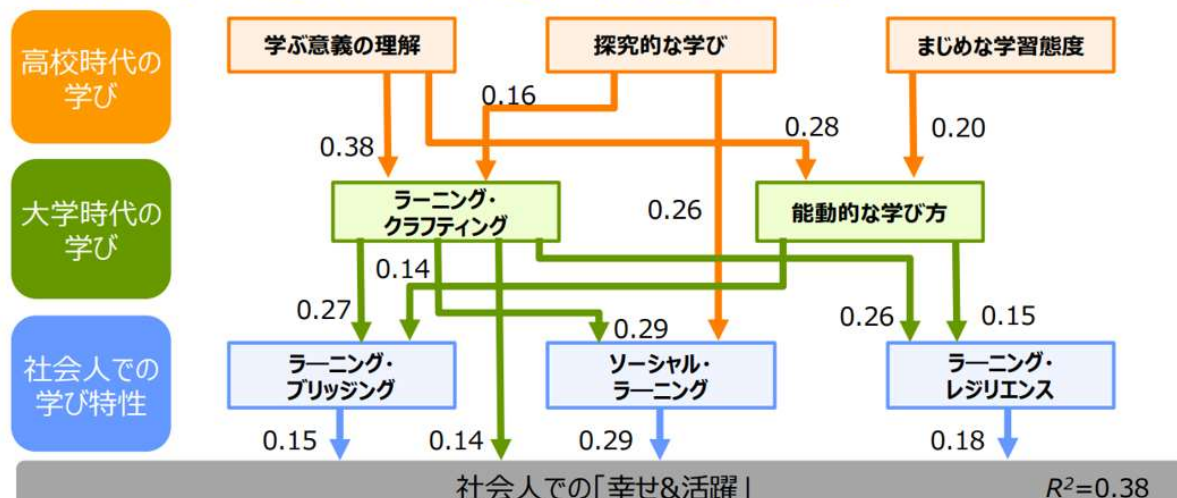 高校時代の
学び
学ぶ意義の理解
探究的な学び
まじめな学習態度
0.16
0.28
0.20
0.38
大学時代の
学び
ラーニング・
クラフティング
0.26
能動的な学び方
0.14
0.27
0.29
0.26
0.15
社会人での
学び特性
ラーニング・
ブリッジング
ソーシャル・
ラーニング
ラーニング・
レジリエンス
0.15
0.14
0.29
0.18
社会人での「幸せ&活躍」
R²=0.38